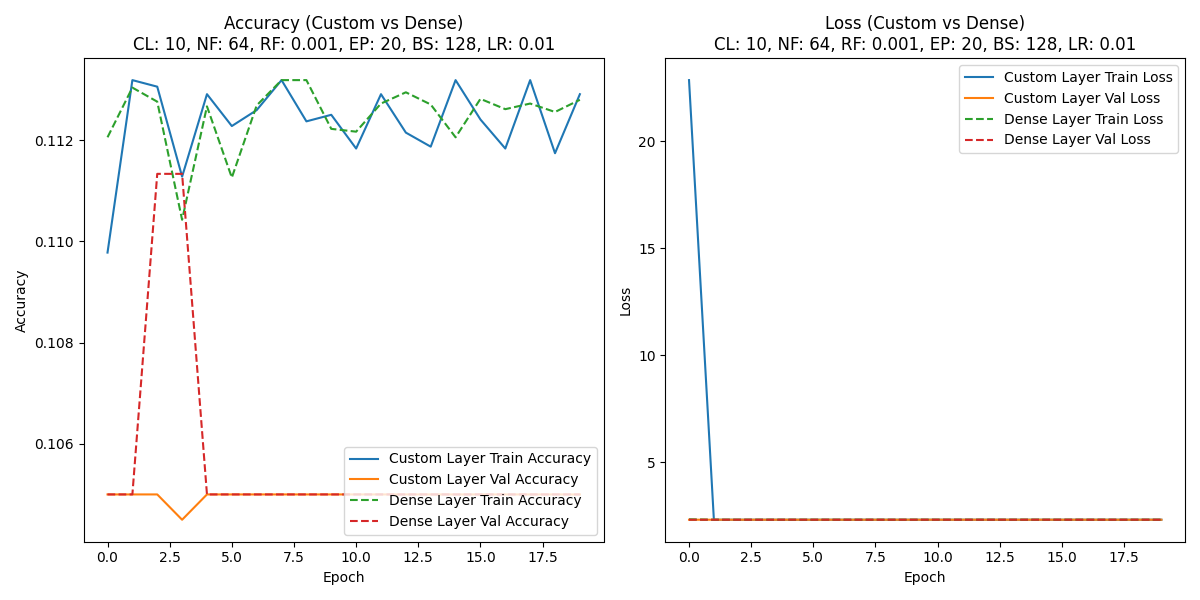 Accuracy (Custom vs Dense)
CL: 10, NF: 64, RF: 0.001, EP: 20, BS: 128, LR: 0.01
0.112
0.110
0.108
0.106
Accuracy
Custom Layer Train Accuracy
Custom Layer Val Accuracy
Dense Layer Train Accuracy
Dense Layer Val Accuracy
0.0 2.5 5.0 7.5 10.0 12.5 15.0 17.5
Epoch
Loss (Custom vs Dense)
CL: 10, NF: 64, RF: 0.001, EP: 20, BS: 128, LR: 0.01
Custom Layer Train Loss
Custom Layer Val Loss
Dense Layer Train Loss
Dense Layer Val Loss
20
15
10
5
Loss
0.0 2.5 5.0 7.5 10.0 12.5 15.0 17.5
Epoch